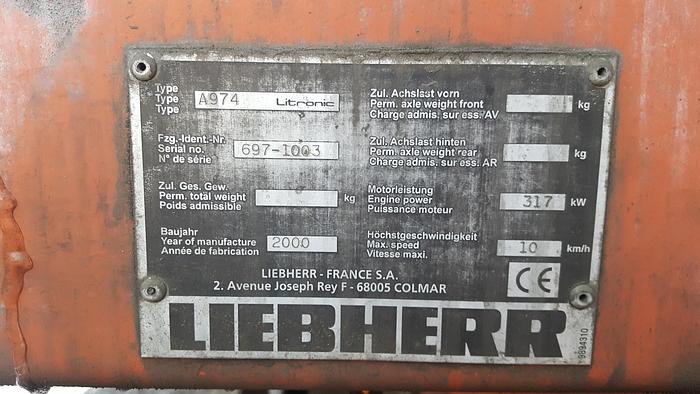 Type
Type A974 Litronic
Type
Fzg.-Ident.-Nr.
Serial no. 697-1003
N° de série
Zul. Ges. Gew.
Perm. total weight kg
Poids admissible
Baujahr
Year of manufacture 2000
Année de fabrication
Zul. Achslast vorn
Perm. axle weight front kg
Charge admis. sur ess. AV
Zul. Achslast hinten
Perm. axle weight rear kg
Charge admis. sur ess. AR
Motorleistung
Engine power 317 kW
Puissance moteur
Höchstgeschwindigkeit
Max. speed 10 km/h
Vitesse maxi.
LIEBHERR - FRANCE S.A.
2. Avenue Joseph Rey F - 68005 COLMAR
CE
LIEBHERR
9894310